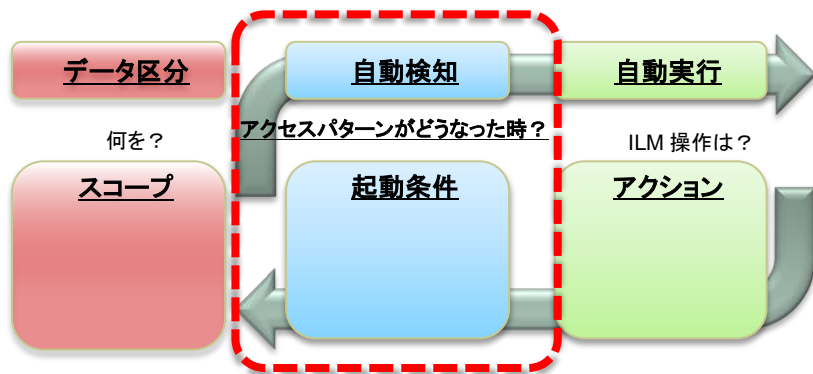 データ区分
自動検知
自動実行
何を？
アクセスパターンがどうなった時？
ILM 操作は？
スコープ
起動条件
アクション